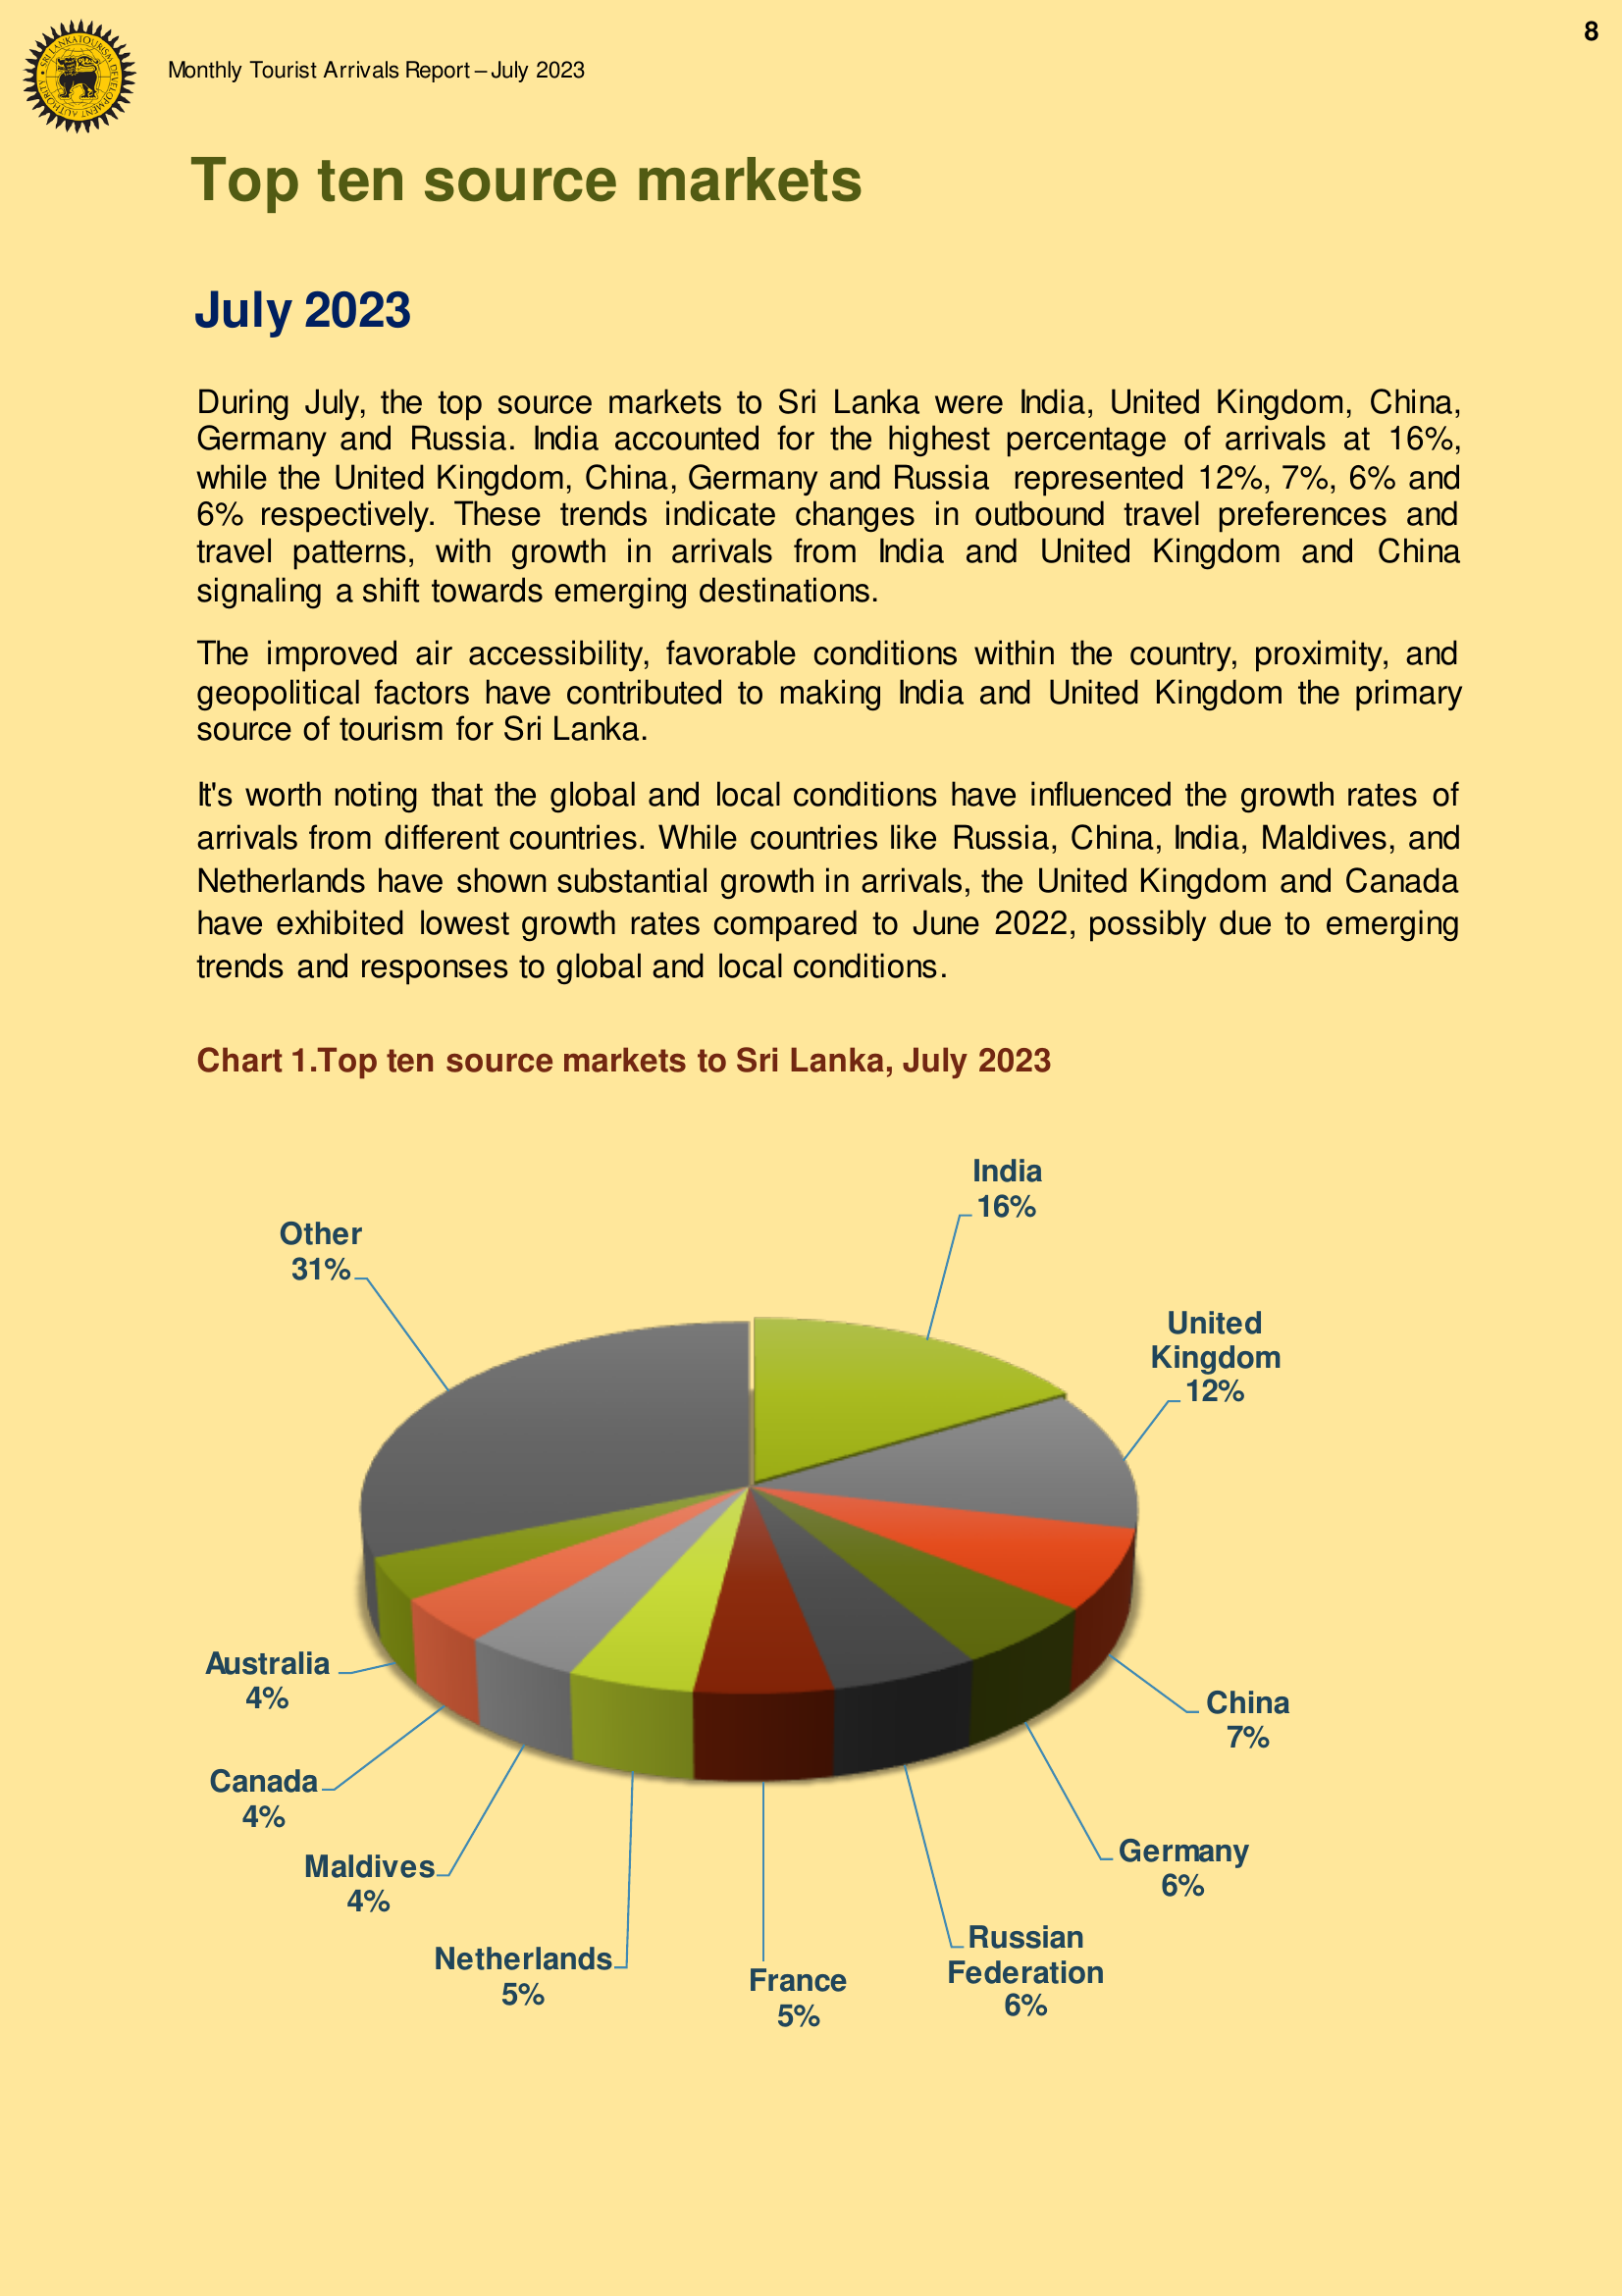 8
SRI LANKA TOURISM DEVELOPMENT AUTHORITY
Monthly Tourist Arrivals Report – July 2023
Top ten source markets
July 2023
During July, the top source markets to Sri Lanka were India, United Kingdom, China,
Germany and Russia. India accounted for the highest percentage of arrivals at 16%,
while the United Kingdom, China, Germany and Russia represented 12%, 7%, 6% and
6% respectively. These trends indicate changes in outbound travel preferences and
travel patterns, with growth in arrivals from India and United Kingdom and China
signaling a shift towards emerging destinations.
The improved air accessibility, favorable conditions within the country, proximity, and
geopolitical factors have contributed to making India and United Kingdom the primary
source of tourism for Sri Lanka.
It's worth noting that the global and local conditions have influenced the growth rates of
arrivals from different countries. While countries like Russia, China, India, Maldives, and
Netherlands have shown substantial growth in arrivals, the United Kingdom and Canada
have exhibited lowest growth rates compared to June 2022, possibly due to emerging
trends and responses to global and local conditions.
Chart 1.Top ten source markets to Sri Lanka, July 2023
India
16%
Other
31%
United
Kingdom
12%
Australia
4%
China
7%
Canada
4%
Germany
6%
Maldives
4%
Russian
Federation
6%
Netherlands
5%
France
5%